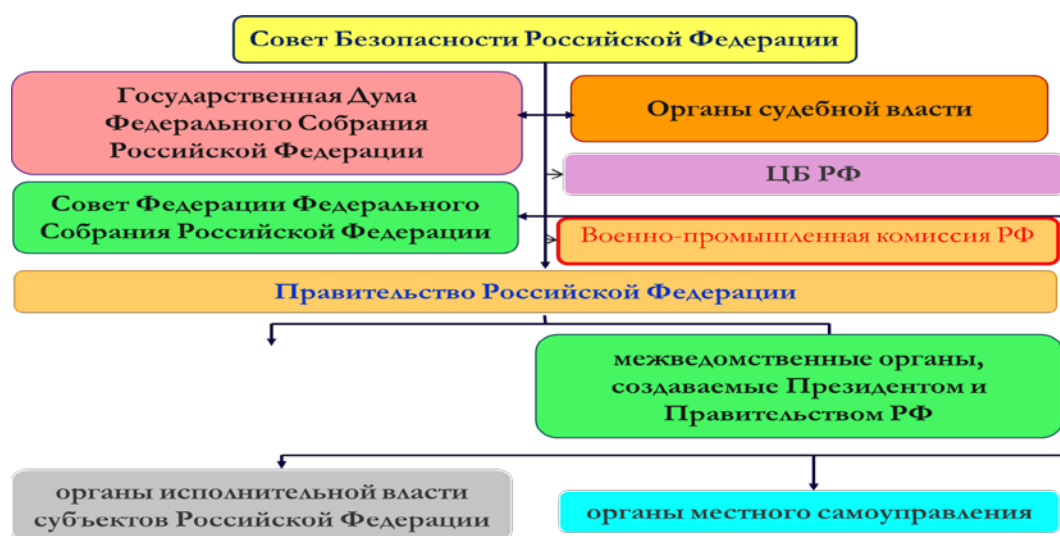 Совет Безопасности Российской Федерации
Государственная Дума
Федерального Собрания
Российской Федерации
Органы судебной власти
ЦБ РФ
Совет Федерации Федерального
Собрания Российской Федерации
Военно-промышленная комиссия РФ
Правительство Российской Федерации
межведомственные органы,
создаваемые Президентом и
Правительством РФ
органы исполнительной власти
субъектов Российской Федерации
органы местного самоуправления